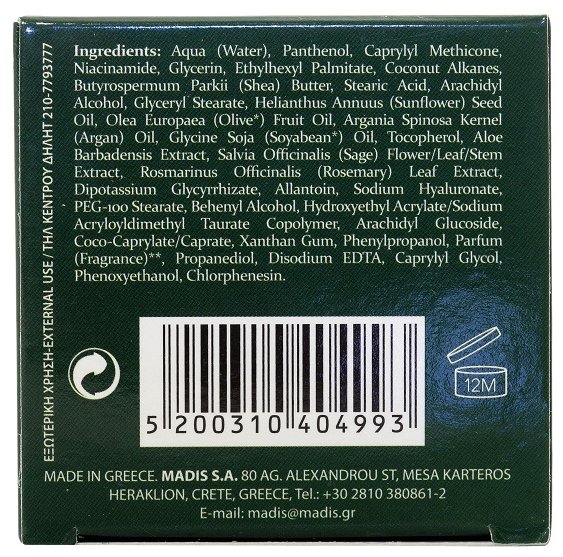 Ingredients: Aqua (Water), Panthenol, Caprylyl Methicone,
Niacinamide, Glycerin, Ethylhexyl Palmitate, Coconut Alkanes,
Butyrospermum Parkii (Shea) Butter, Stearic Acid, Arachidyl
Alcohol, Glyceryl Stearate, Helianthus Annuus (Sunflower) Seed
Oil, Olea Europaea (Olive*) Fruit Oil, Argania Spinosa Kernel
(Argan) Oil, Glycine Soja (Soyabean*) Oil, Tocopherol, Aloe
Barbadensis Extract, Salvia Officinalis (Sage) Flower/Leaf/Stem
Extract, Rosmarinus Officinalis (Rosemary) Leaf Extract,
Dipotassium Glycyrrhizate, Allantoin, Sodium Hyaluronate,
PEG-100 Stearate, Behenyl Alcohol, Hydroxyethyl Acrylate/Sodium
Acryloyldimethyl Taurate Copolymer, Arachidyl Glucoside,
Coco-Caprylate/Caprate, Xanthan Gum, Phenylpropanol, Parfum
(Fragrance)**, Propanediol, Disodium EDTA, Caprylyl Glycol,
Phenoxyethanol, Chlorphenesin.
ΕΞΩΤΕΡΙΚΗ ΧΡΗΣΗ-EXTERNAL USE / ΤΗΛ ΚΕΝΤΡΟΥ ΔΗΛΗΤ 210-7793777
5 200310 404993
12M
MADE IN GREECE. MADIS S.A. 80 AG. ALEXANDROU ST, MESA KARTEROS
HERAKLION, CRETE, GREECE, Tel.: +30 2810 380861-2
E-mail: madis@madis.gr